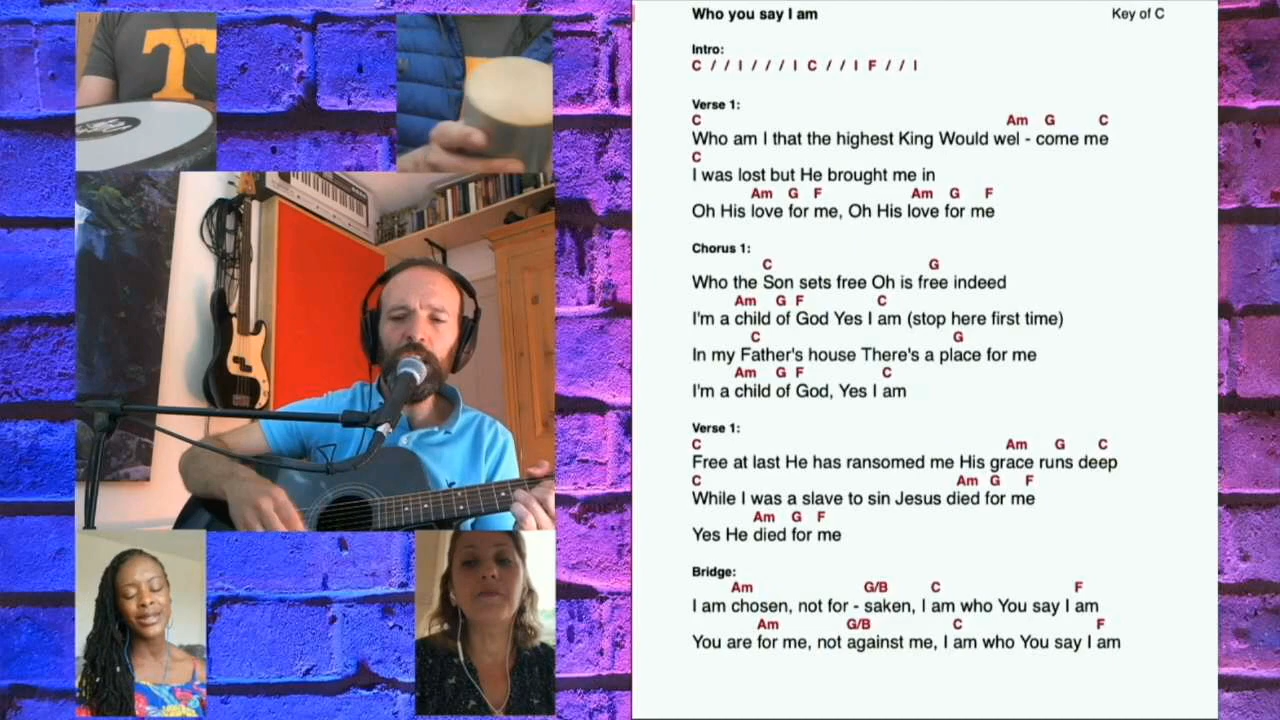 T
Who you say I am Key of C
Intro:
C / / I / / / I C / / I F / / I
Verse 1:
C Am G C
Who am I that the highest King Would wel - come me
C
I was lost but He brought me in
Am G F Am G F
Oh His love for me, Oh His love for me
Chorus 1:
C G
Who the Son sets free Oh is free indeed
Am G F C
I'm a child of God Yes I am (stop here first time)
C G
In my Father's house There's a place for me
Am G F C
I'm a child of God, Yes I am
Verse 1:
C Am G C
Free at last He has ransomed me His grace runs deep
C Am G F
While I was a slave to sin Jesus died for me
Am G F
Yes He died for me
Bridge:
Am G/B C F
I am chosen, not for - saken, I am who You say I am
Am G/B C F
You are for me, not against me, I am who You say I am